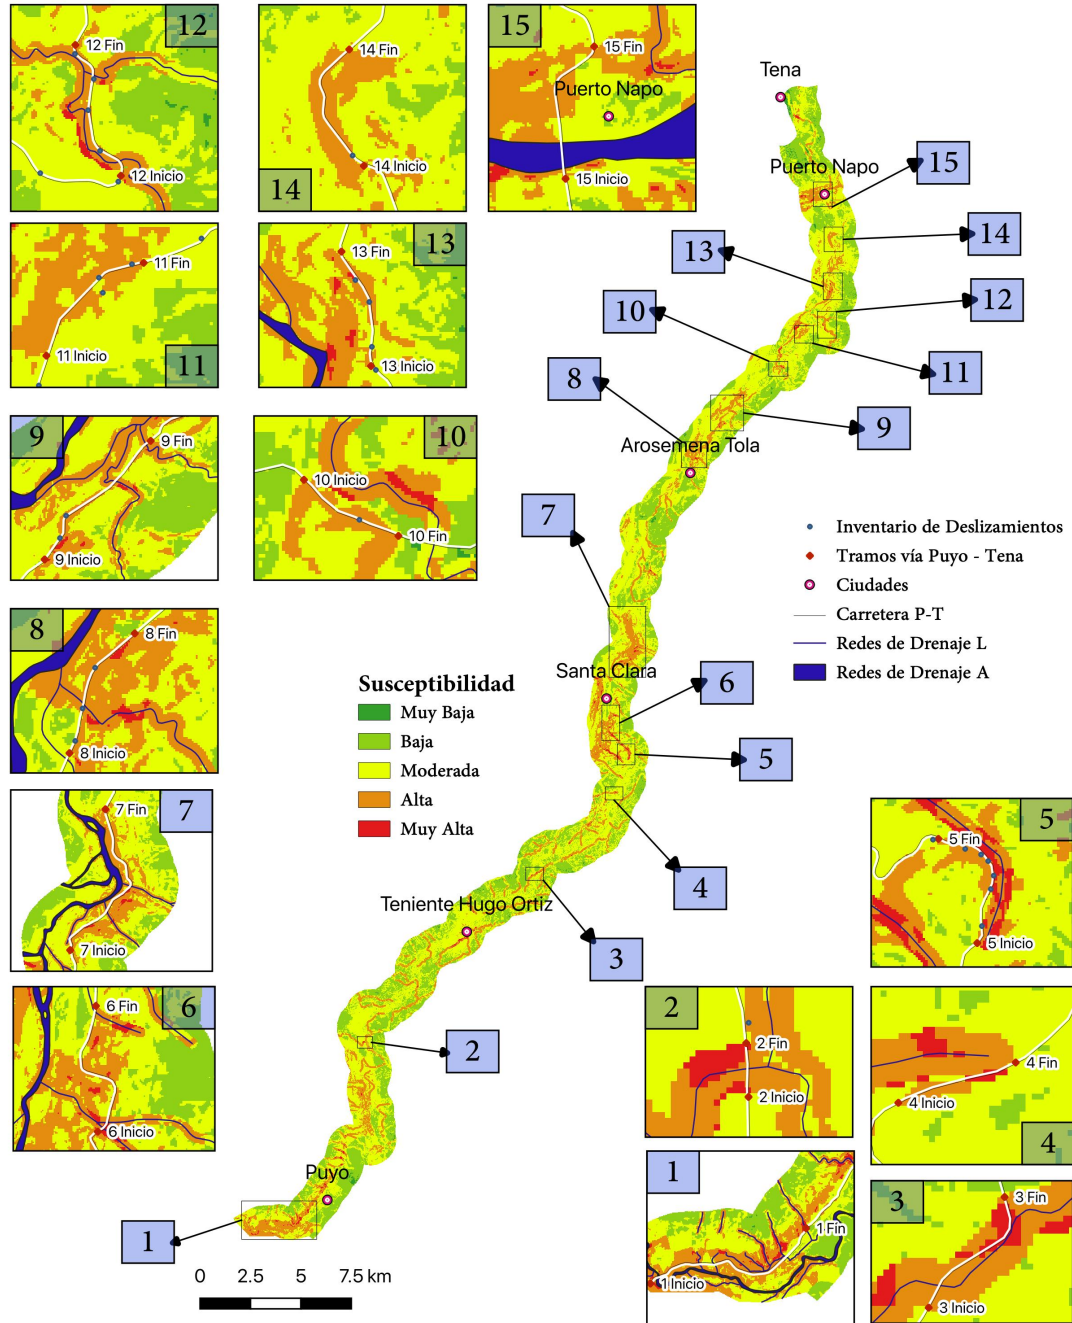 12
12 Fin
12 Inicio
14 Fin
14 Inicio
14
15
15 Fin
Puerto Napo
15 Inicio
Tena
Puerto Napo
15
14
13
12
10
11
8
9
Arosemena Tola
7
11 Fin
11 Inicio
11
13
13 Fin
13 Inicio
9
9 Fin
9 Inicio
10
10 Inicio
10 Fin
Inventario de Deslizamientos
Tramos vía Puyo - Tena
Ciudades
Carretera P-T
Redes de Drenaje L
Redes de Drenaje A
8
8 Fin
8 Inicio
Santa Clara
6
5
4
Susceptibilidad
Muy Baja
Baja
Moderada
Alta
Muy Alta
7
7 Fin
7 Inicio
5
5 Fin
5 Inicio
Teniente Hugo Ortiz
3
6
6 Fin
6 Inicio
2
2
2 Fin
2 Inicio
4 Fin
4 Inicio
4
Puyo
1
1
1 Fin
1 Inicio
3
3 Fin
3 Inicio
0 2.5 5 7.5 km